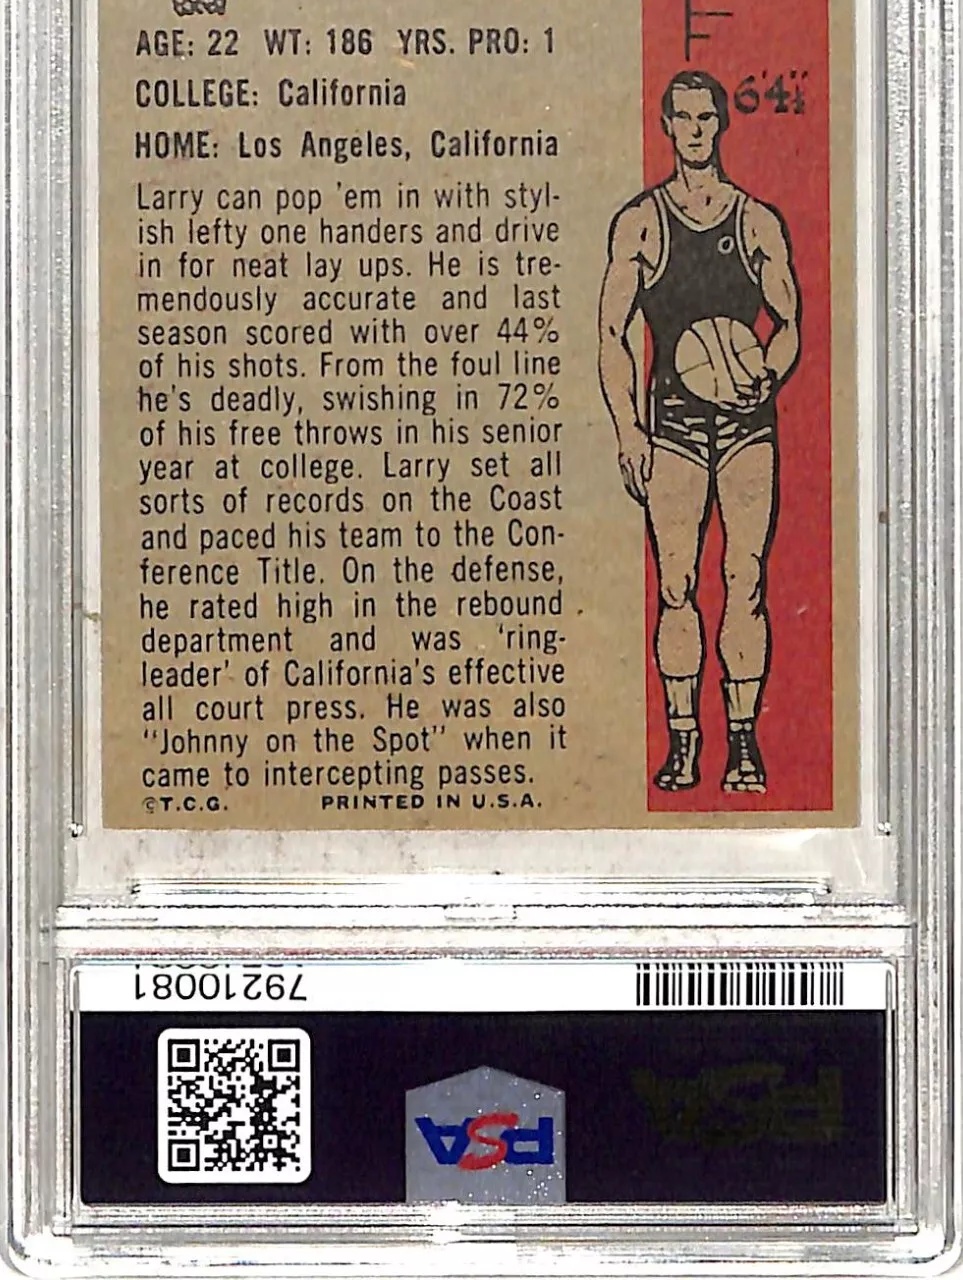 AGE: 22 WT: 186 YRS. PRO: 1
COLLEGE: California
HOME: Los Angeles, California
6'4½"
Larry can pop 'em in with styl-
ish lefty one handers and drive
in for neat lay ups. He is tre-
mendously accurate and last
season scored with over 44%
of his shots. From the foul line
he's deadly, swishing in 72%
of his free throws in his senior
year at college. Larry set all
sorts of records on the Coast
and paced his team to the Con-
ference Title. On the defense,
he rated high in the rebound
department and was 'ring-
leader' of California's effective
all court press. He was also
"Johnny on the Spot" when it
came to intercepting passes.
©T.C.G. PRINTED IN U.S.A.
79210081
PSA
PSA